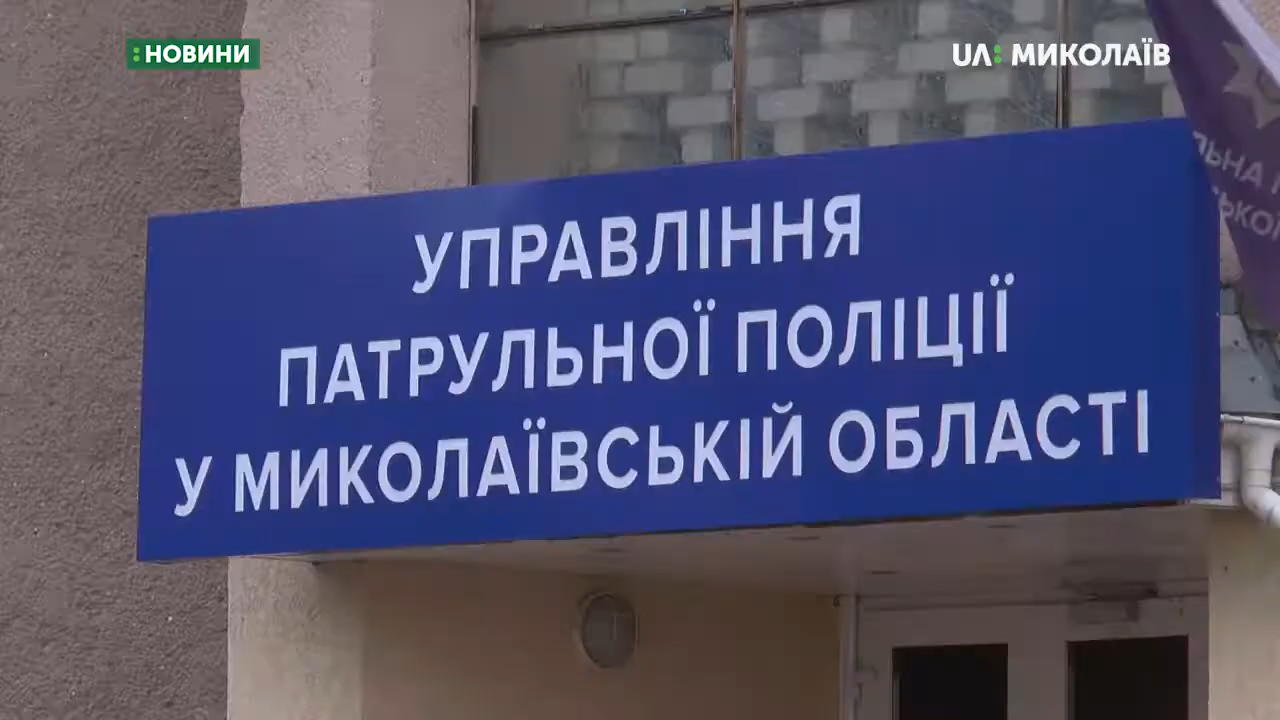 :НОВИНИ
UA: МИКОЛАЇВ
УПРАВЛІННЯ
ПАТРУЛЬНОЇ ПОЛІЦІЇ
У МИКОЛАЇВСЬКІЙ ОБЛАСТІ